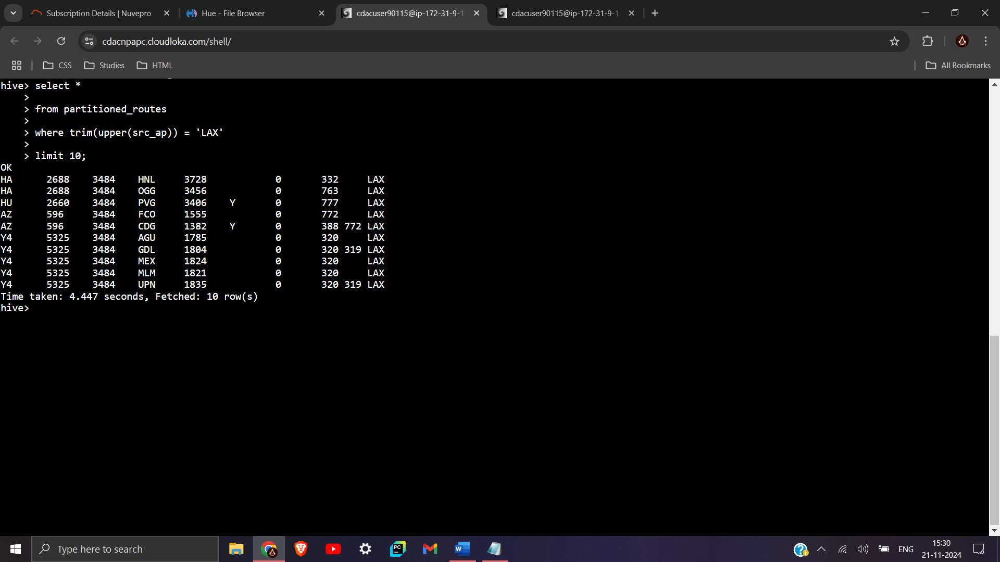 Subscription Details | Nuvepro
Hue - File Browser
cdacuser90115@ip-172-31-9-1
cdacuser90115@ip-172-31-9-1
cdacnpapc.cloudloka.com/shell/
CSS
Studies
HTML
All Bookmarks
hive> select *
>
> from partitioned_routes
>
> where trim(upper(src_ap)) = 'LAX'
>
> limit 10;
OK
HA 2688 3484 HNL 3728 0 332 LAX
HA 2688 3484 OGG 3456 0 763 LAX
HU 2660 3484 PVG 3406 Y 0 777 LAX
AZ 596 3484 FCO 1555 0 772 LAX
AZ 596 3484 CDG 1382 Y 0 388 772 LAX
Y4 5325 3484 AGU 1785 0 320 LAX
Y4 5325 3484 GDL 1804 0 320 319 LAX
Y4 5325 3484 MEX 1824 0 320 LAX
Y4 5325 3484 MLM 1821 0 320 LAX
Y4 5325 3484 UPN 1835 0 320 319 LAX
Time taken: 4.447 seconds, Fetched: 10 row(s)
hive>
Type here to search
ENG
15:30
21-11-2024